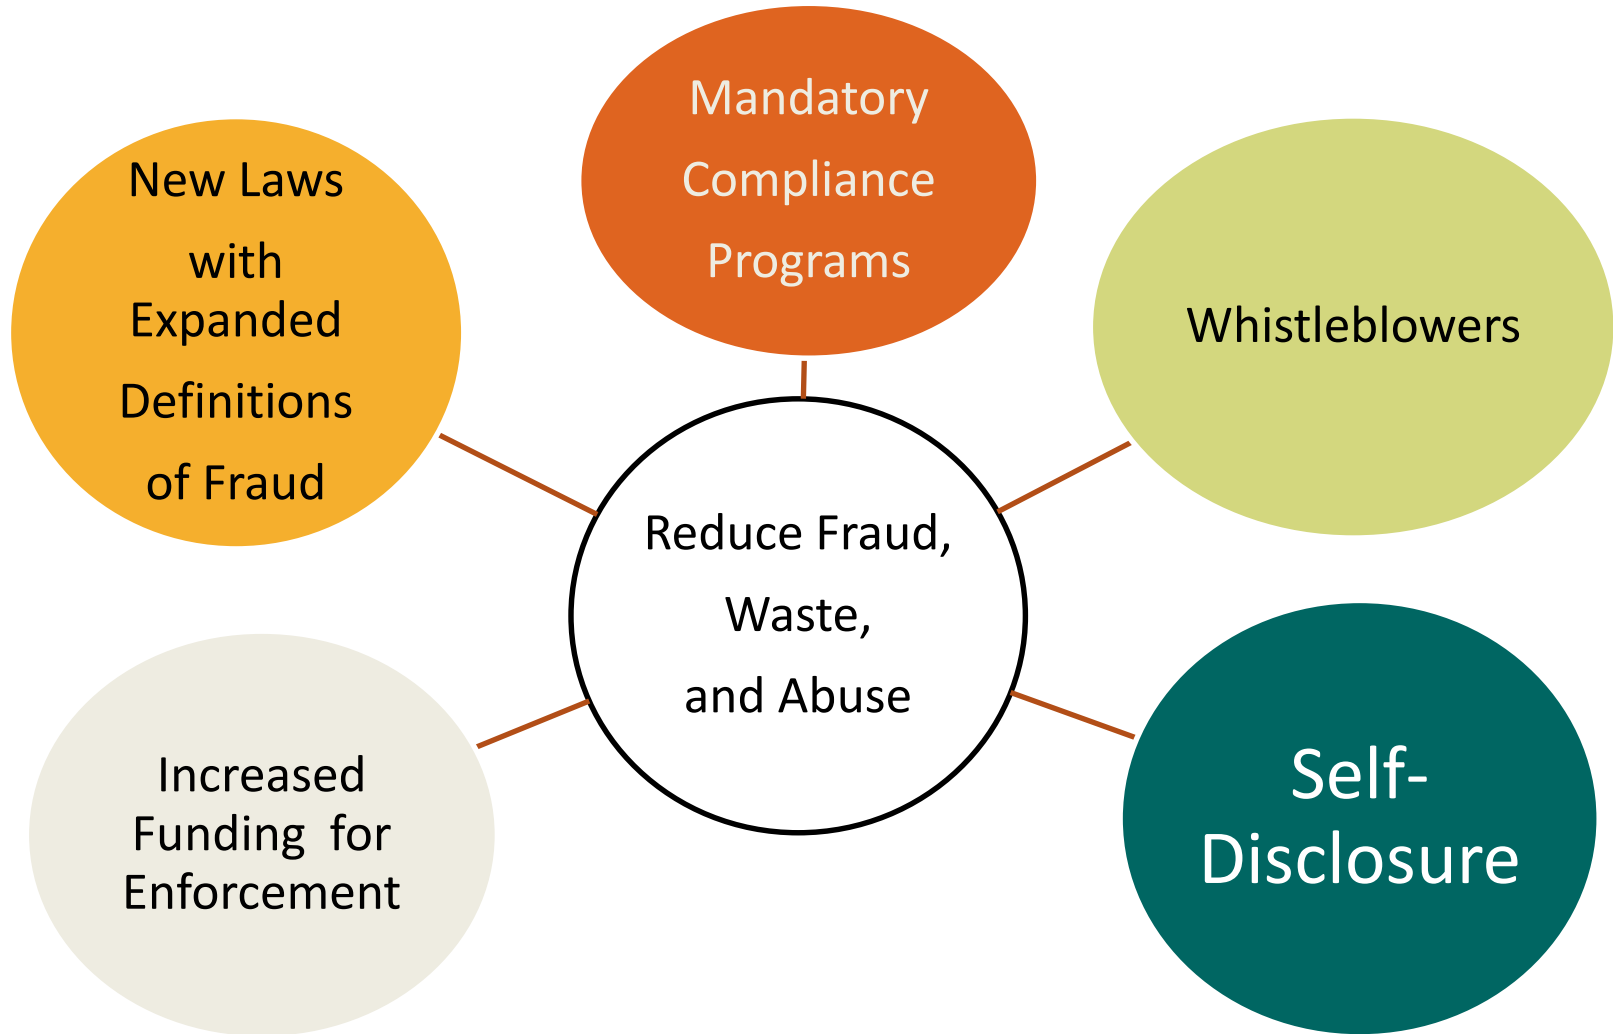 Mandatory
Compliance
Programs
New Laws
with
Expanded
Definitions
of Fraud
Whistleblowers
Reduce Fraud,
Waste,
and Abuse
Increased
Funding for
Enforcement
Self-
Disclosure